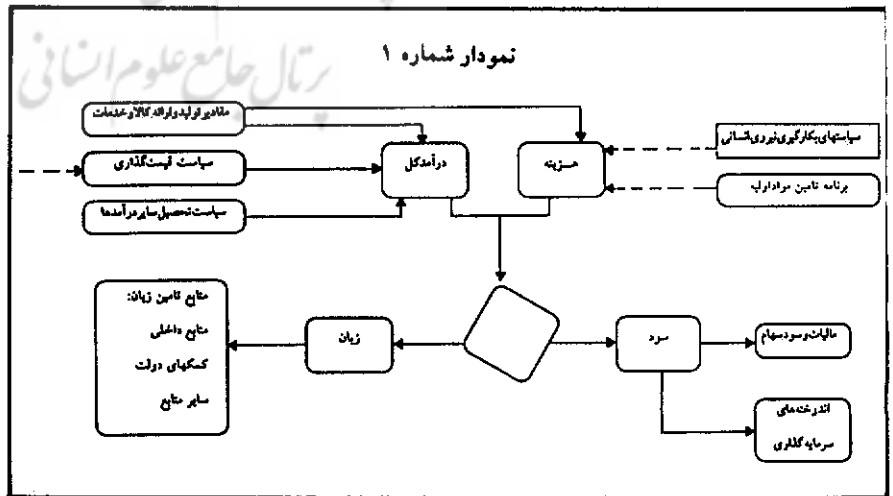 پرتال جامع علوم انسانی
نمودار شماره ۱
مقادیر تولید و ارائه کالا و خدمات
سیاست قیمت‌گذاری
سیاست تحصیل سایر درآمدها
درآمد کل
هزینه
سیاستهای بکارگیری نیروی انسانی
برنامه تامین مواد اولیه
منابع تامین زیان:
منابع داخلی
کمکهای دولت
سایر منابع
زیان
سود
مالیات و سود سهام
اندوخته‌های
سرمایه گذاری